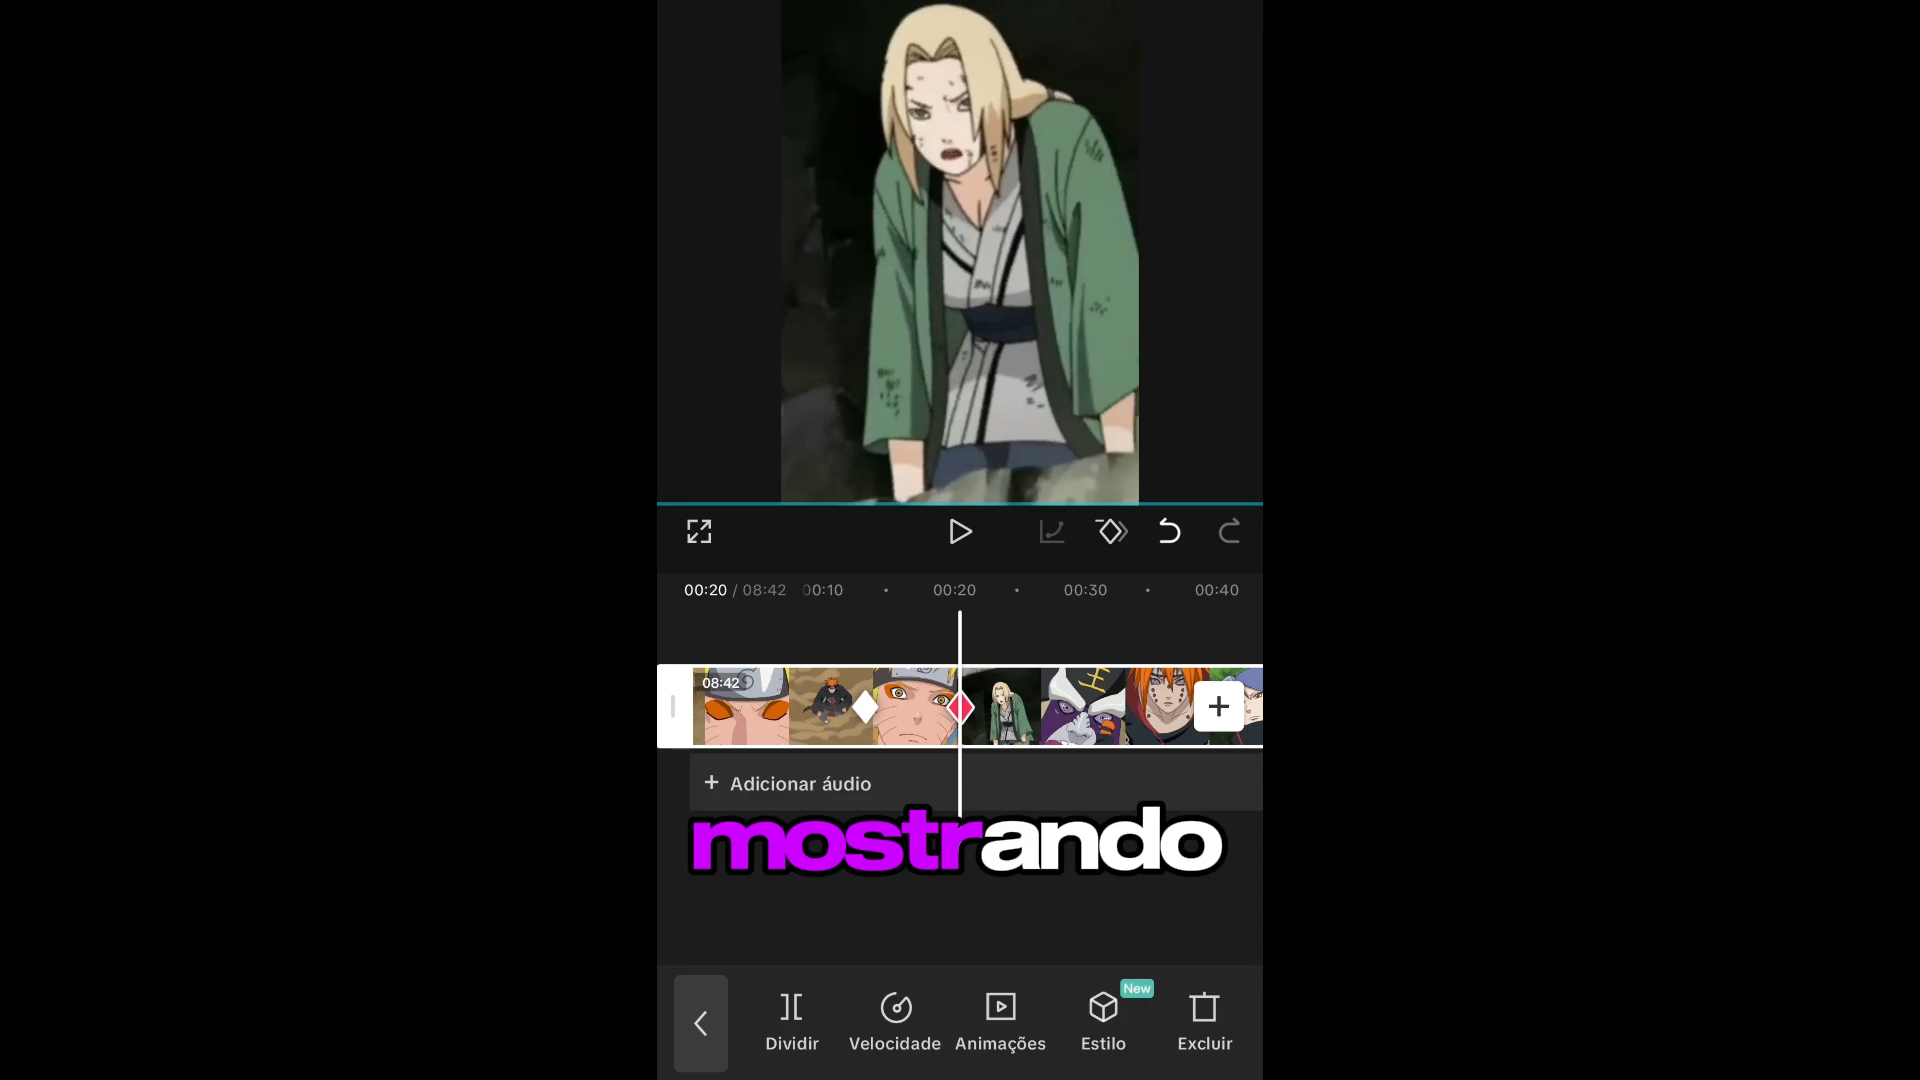 00:20 / 08:42 00:10 00:20 00:30 00:40
08:42
王
+ Adicionar áudio
mostrando
New
Dividir Velocidade Animações Estilo Excluir